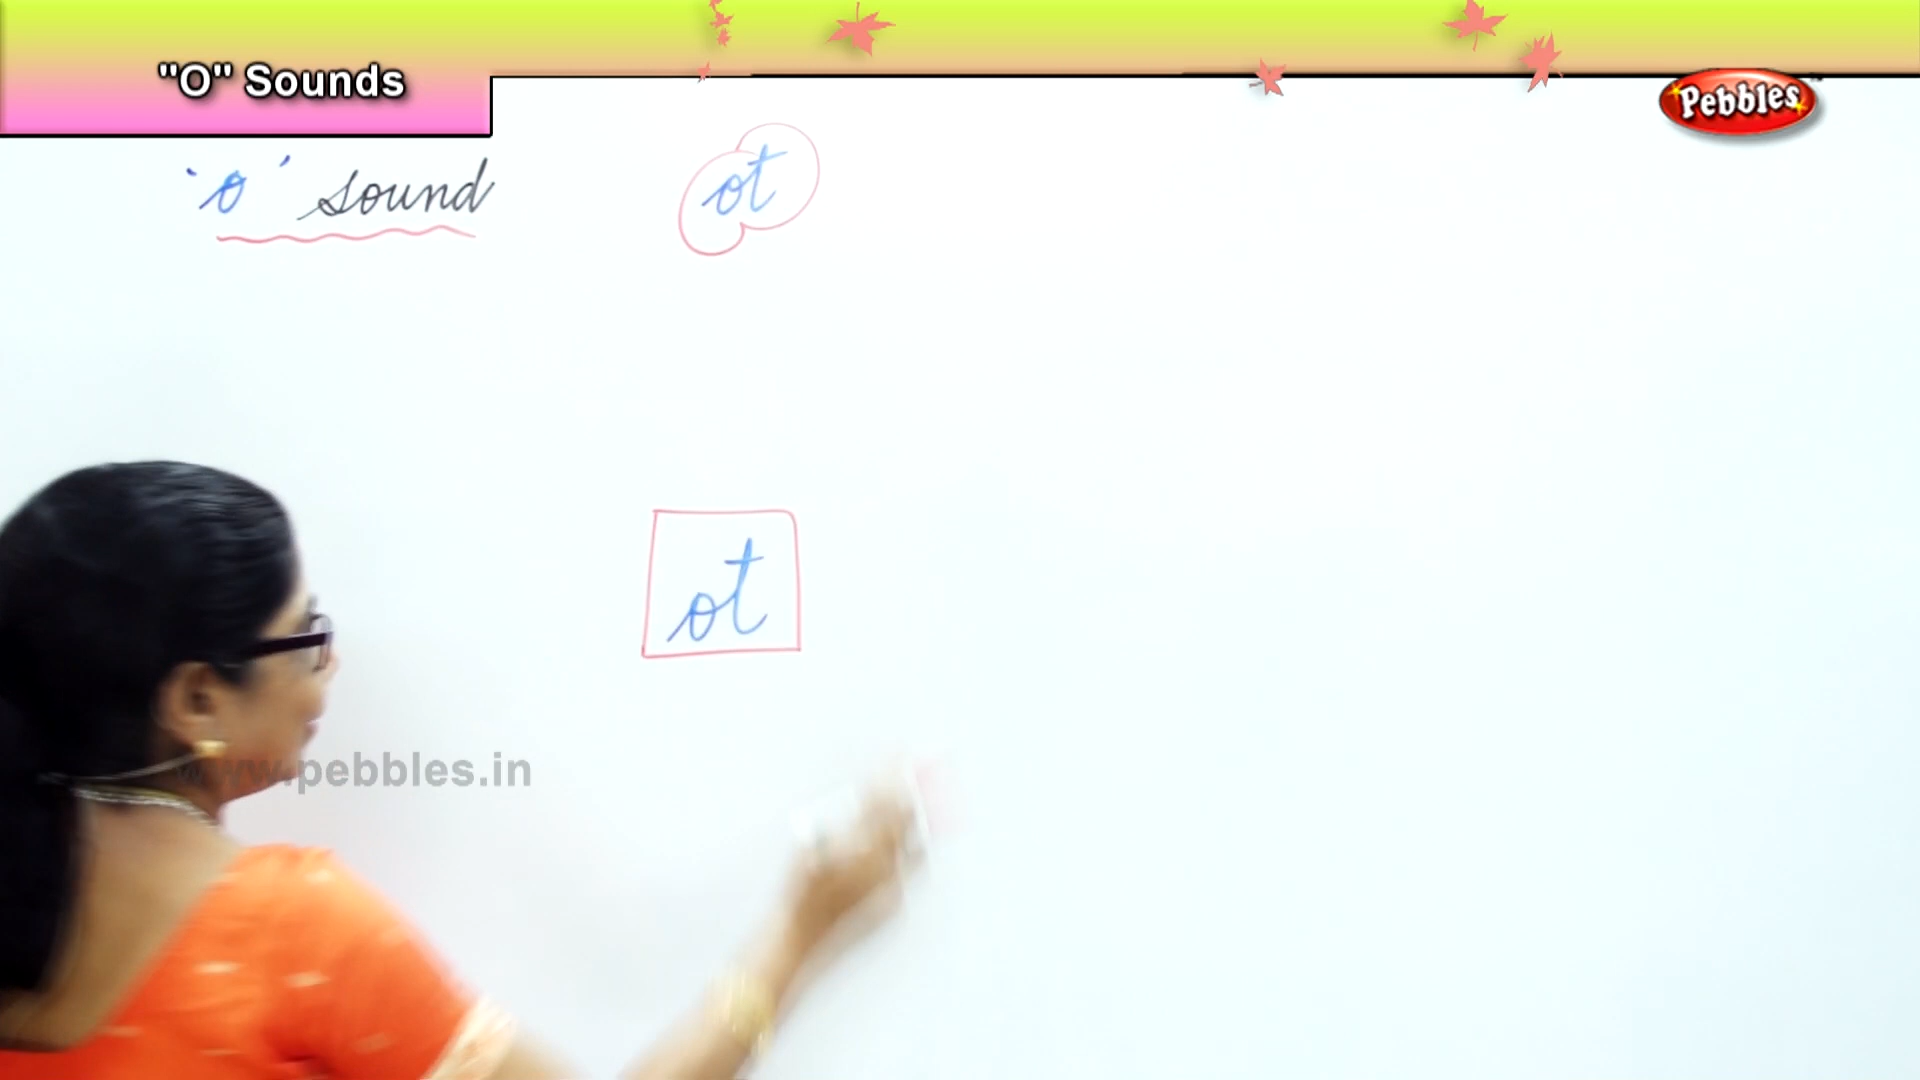 "O" Sounds
Pebbles
'o' sound
ot
ot
www.pebbles.in